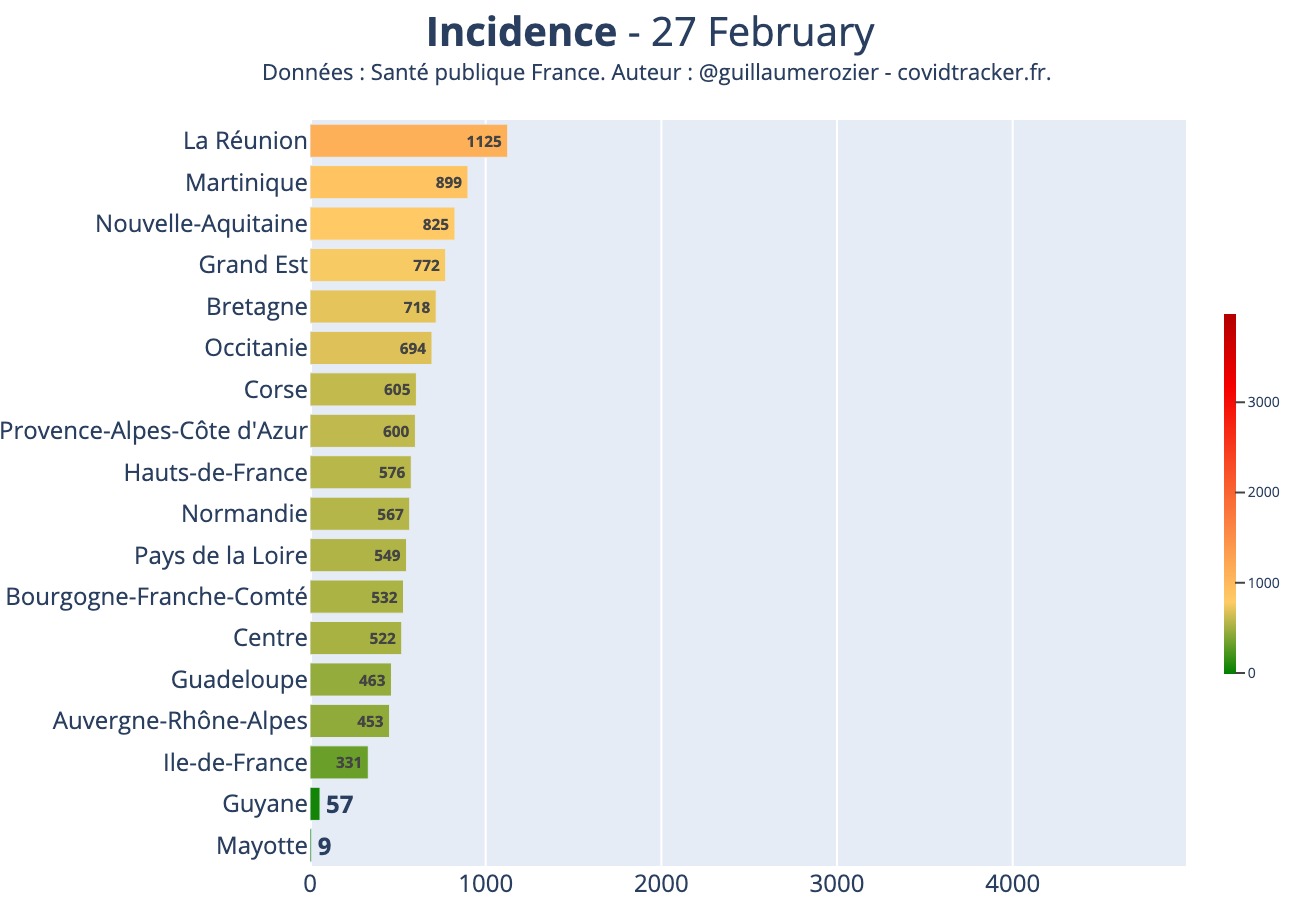 Incidence - 27 February
Données : Santé publique France. Auteur : @guillaumerozier - covidtracker.fr.
La Réunion 1125
Martinique 899
Nouvelle-Aquitaine 825
Grand Est 772
Bretagne 718
Occitanie 694
Corse 605
Provence-Alpes-Côte d'Azur 600
Hauts-de-France 576
Normandie 567
Pays de la Loire 549
Bourgogne-Franche-Comté 532
Centre 522
Guadeloupe 463
Auvergne-Rhône-Alpes 453
Ile-de-France 331
Guyane 57
Mayotte 9
0 1000 2000 3000 4000
3000
2000
1000
0